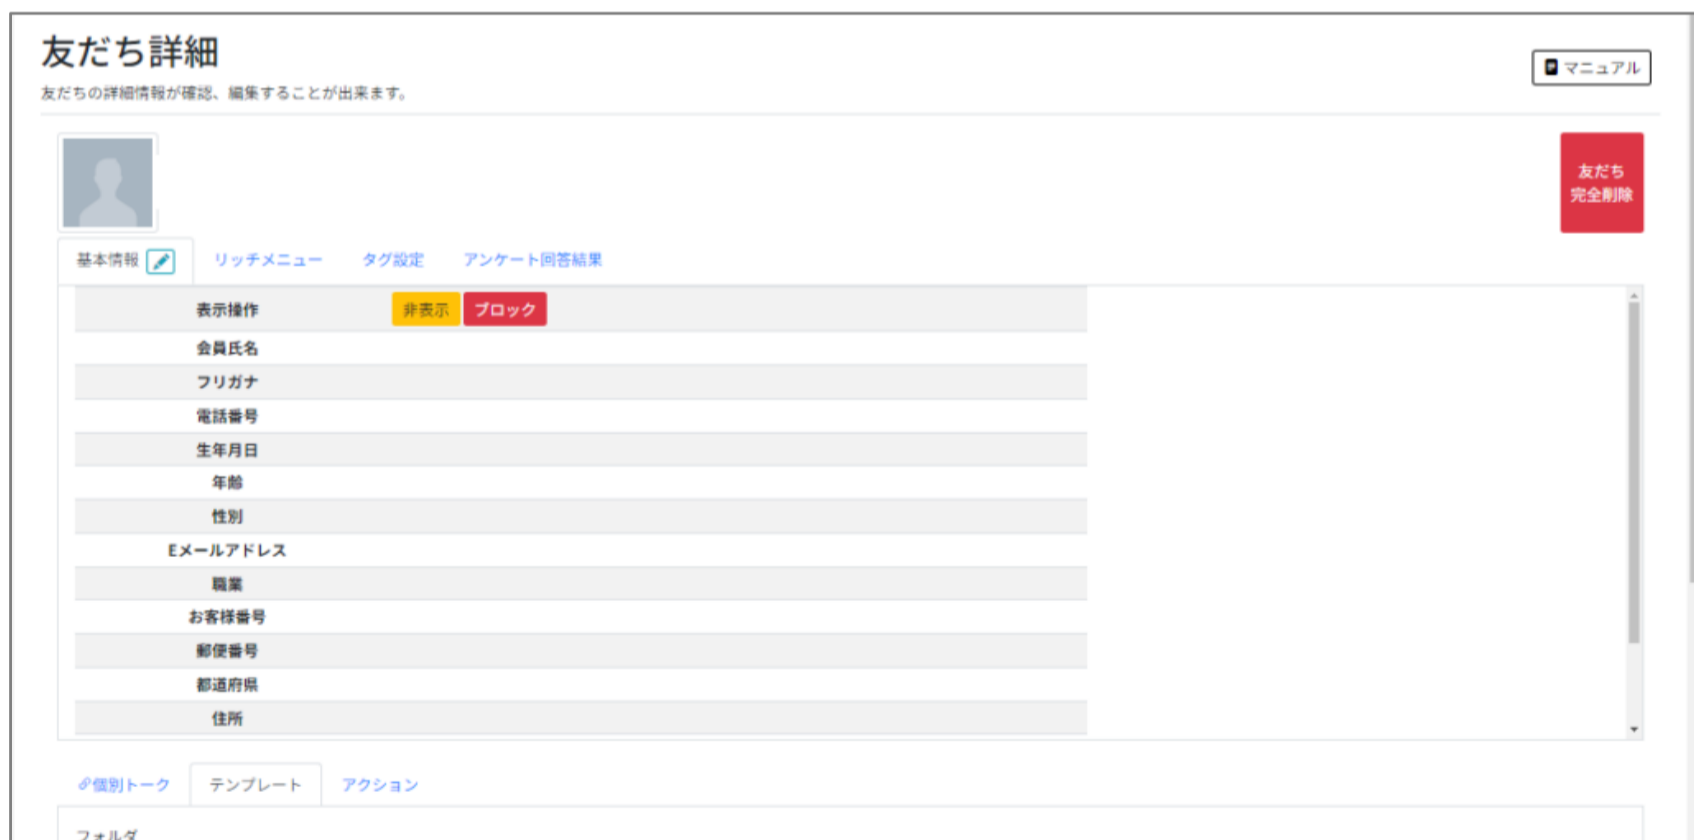 友だち詳細
マニュアル
友だちの詳細情報が確認、編集することが出来ます。
友だち
完全削除
基本情報 リッチメニュー タグ設定 アンケート回答結果
表示操作 非表示 ブロック
会員氏名
フリガナ
電話番号
生年月日
年齢
性別
Eメールアドレス
職業
お客様番号
郵便番号
都道府県
住所
個別トーク テンプレート アクション
フォルダ